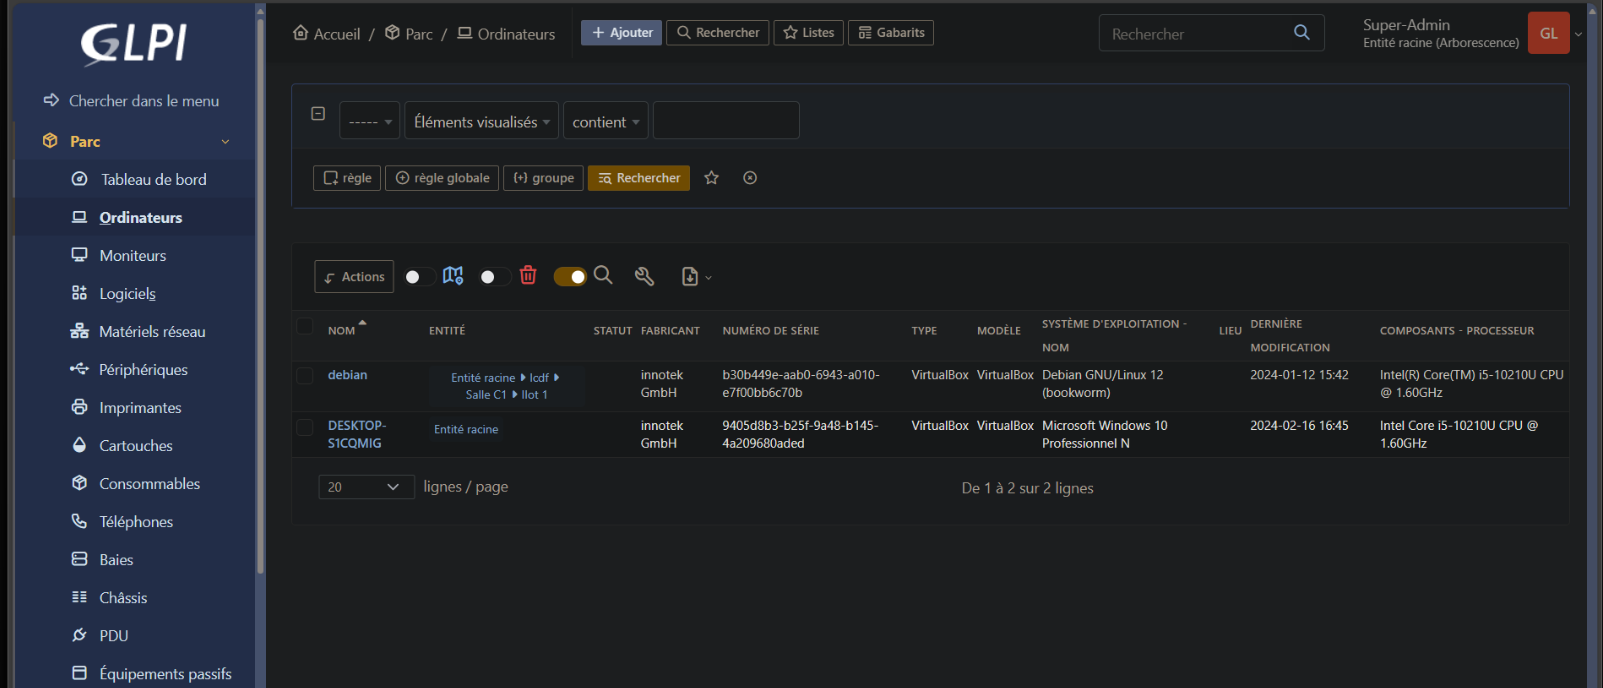 GLPI
Chercher dans le menu
Parc
Tableau de bord
Ordinateurs
Moniteurs
Logiciels
Matériels réseau
Périphériques
Imprimantes
Cartouches
Consommables
Téléphones
Baies
Châssis
PDU
Équipements passifs
Accueil / Parc / Ordinateurs
+ Ajouter
Rechercher
Listes
Gabarits
Rechercher
Super-Admin
Entité racine (Arborescence)
GL
-----
Éléments visualisés
contient
règle
règle globale
groupe
Rechercher
Actions
NOM
ENTITÉ
STATUT
FABRICANT
NUMÉRO DE SÉRIE
TYPE
MODÈLE
SYSTÈME D'EXPLOITATION -
NOM
LIEU
DERNIÈRE
MODIFICATION
COMPOSANTS - PROCESSEUR
debian
Entité racine lcdf
Salle C1 Ilot 1
innotek
GmbH
b30b449e-aab0-6943-a010-
e7f00bb6c70b
VirtualBox
VirtualBox
Debian GNU/Linux 12
(bookworm)
2024-01-12 15:42
Intel(R) Core(TM) i5-10210U CPU
@ 1.60GHz
DESKTOP-
S1CQMIG
Entité racine
innotek
GmbH
9405d8b3-b25f-9a48-b145-
4a209680aded
VirtualBox
VirtualBox
Microsoft Windows 10
Professionnel N
2024-02-16 16:45
Intel Core i5-10210U CPU @
1.60GHz
20
lignes / page
De 1 à 2 sur 2 lignes